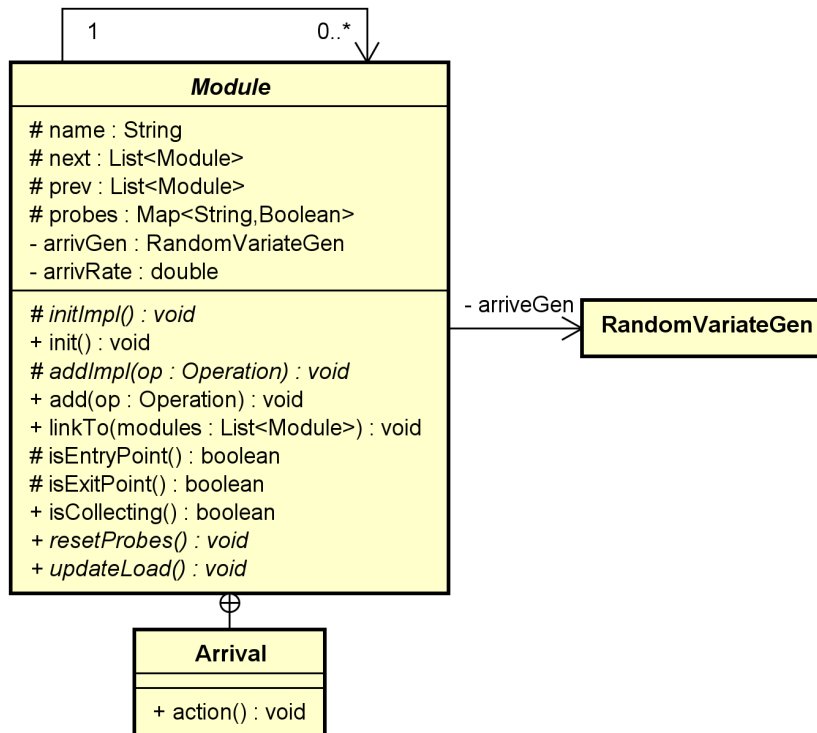 1 0..*
Module
# name : String
# next : List<Module>
# prev : List<Module>
# probes : Map<String,Boolean>
- arrivGen : RandomVariateGen
- arrivRate : double
# initImpl() : void
+ init() : void
# addImpl(op : Operation) : void
+ add(op : Operation) : void
+ linkTo(modules : List<Module>) : void
# isEntryPoint() : boolean
# isExitPoint() : boolean
+ isCollecting() : boolean
+ resetProbes() : void
+ updateLoad() : void
- arriveGen
RandomVariateGen
Arrival
+ action() : void